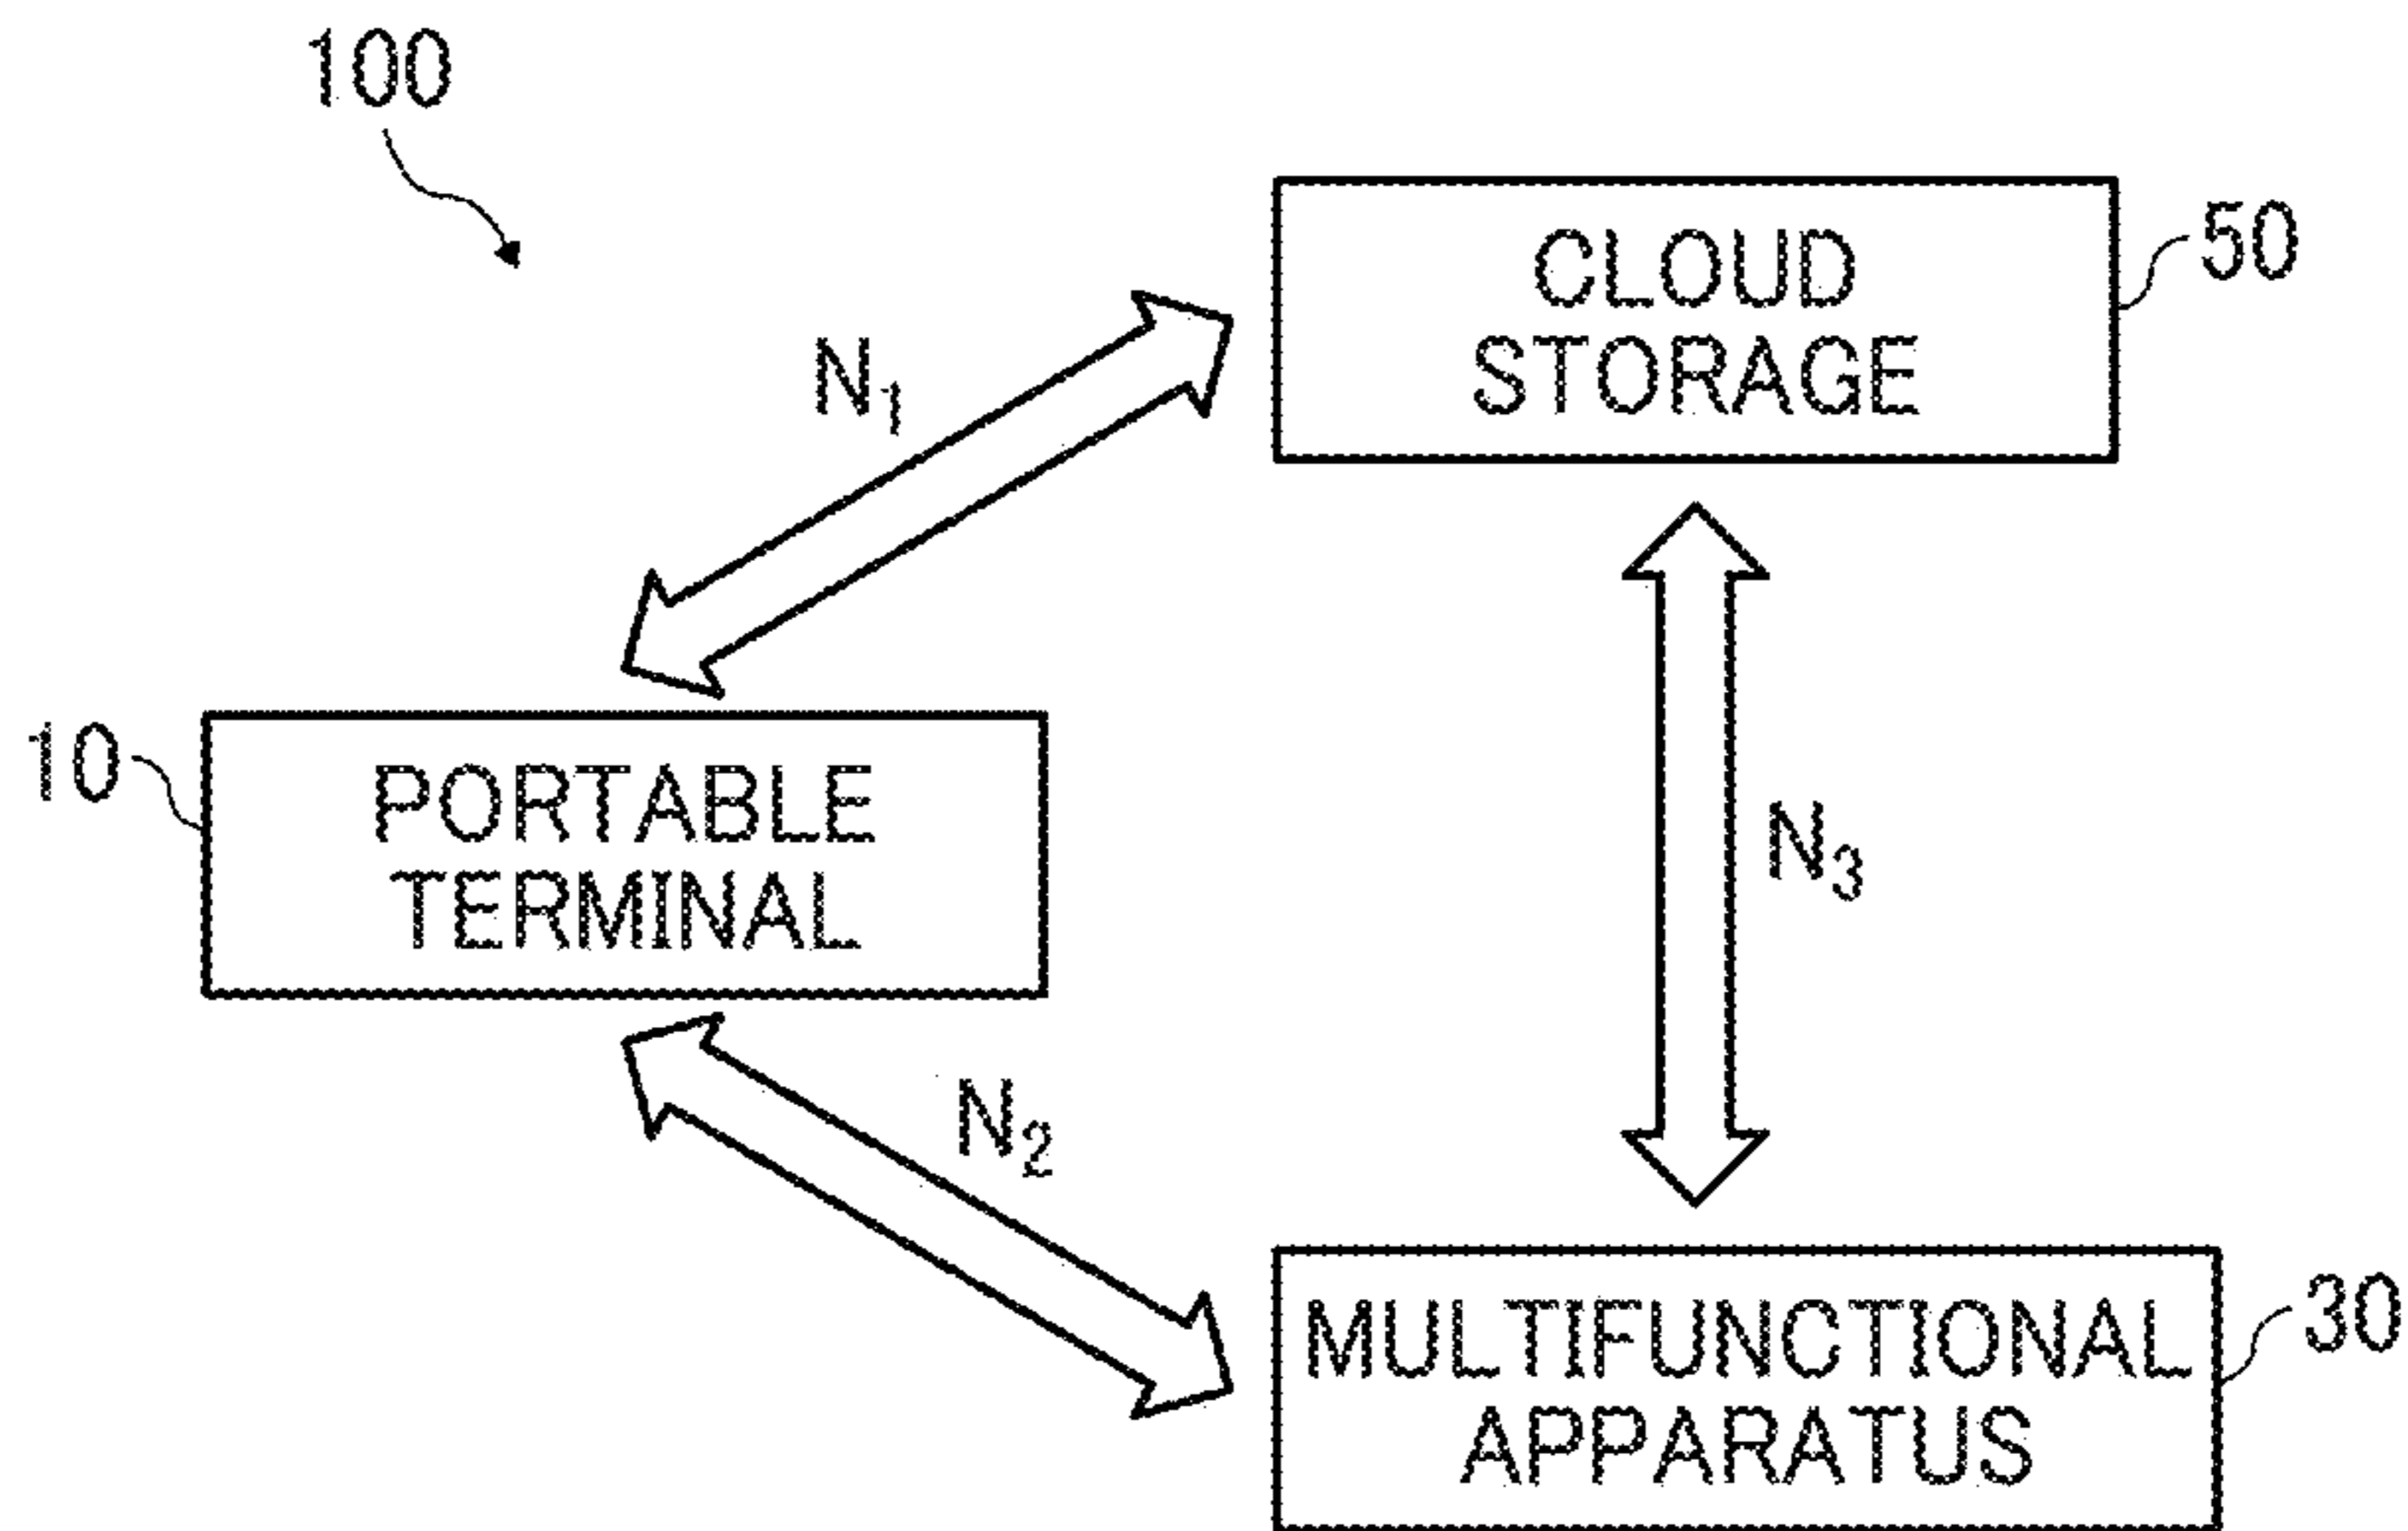 100
CLOUD
STORAGE
50
N₁
10
PORTABLE
TERMINAL
N₃
N₂
MULTIFUNCTIONAL
APPARATUS
30